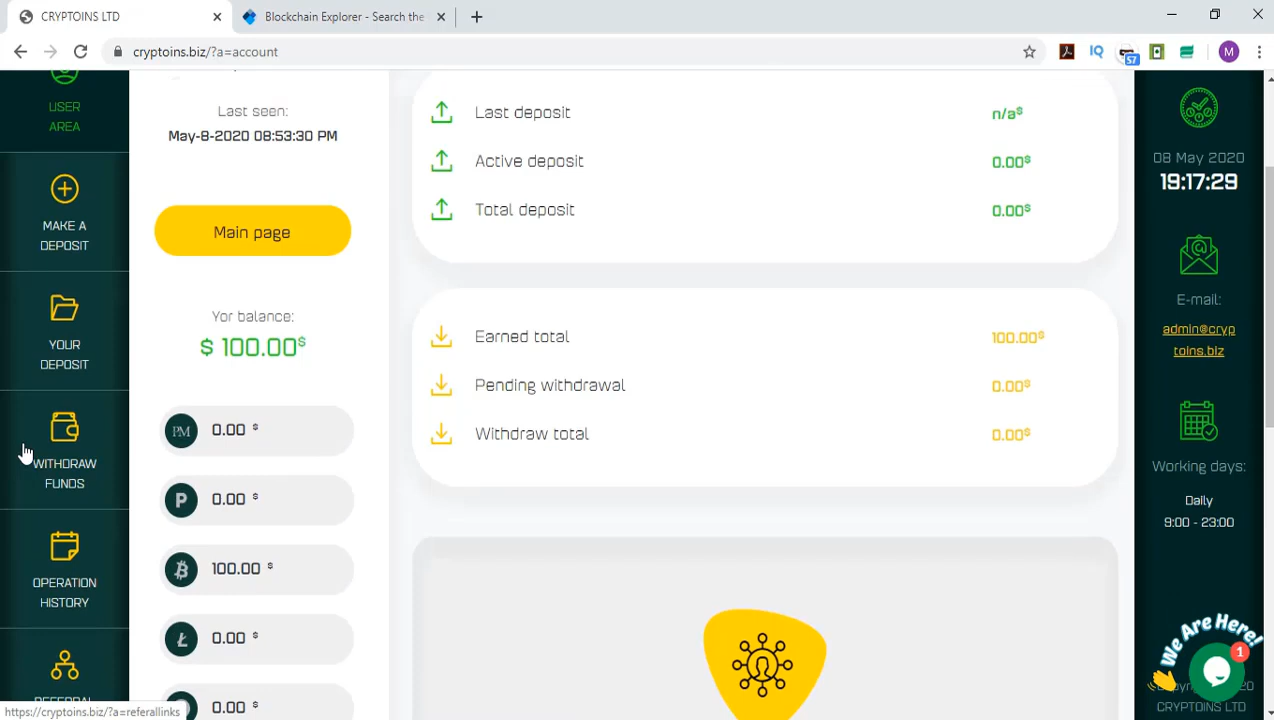 CRYPTOINS LTD
Blockchain Explorer - Search the
cryptoins.biz/?a=account
IQ
57
M
USER
AREA
MAKE A
DEPOSIT
YOUR
DEPOSIT
WITHDRAW
FUNDS
OPERATION
HISTORY
https://cryptoins.biz/?a=referallinks
Last seen:
May-8-2020 08:53:30 PM
Main page
Yor balance:
$ 100.00$
PM 0.00 $
P 0.00 $
100.00 $
0.00 $
0.00 $
Last deposit n/a$
Active deposit 0.00$
Total deposit 0.00$
Earned total 100.00$
Pending withdrawal 0.00$
Withdraw total 0.00$
08 May 2020
19:17:29
E-mail:
admin@cryp
toins.biz
Working days:
Daily
9:00 - 23:00
We Are Here!
1
CRYPTOINS LTD